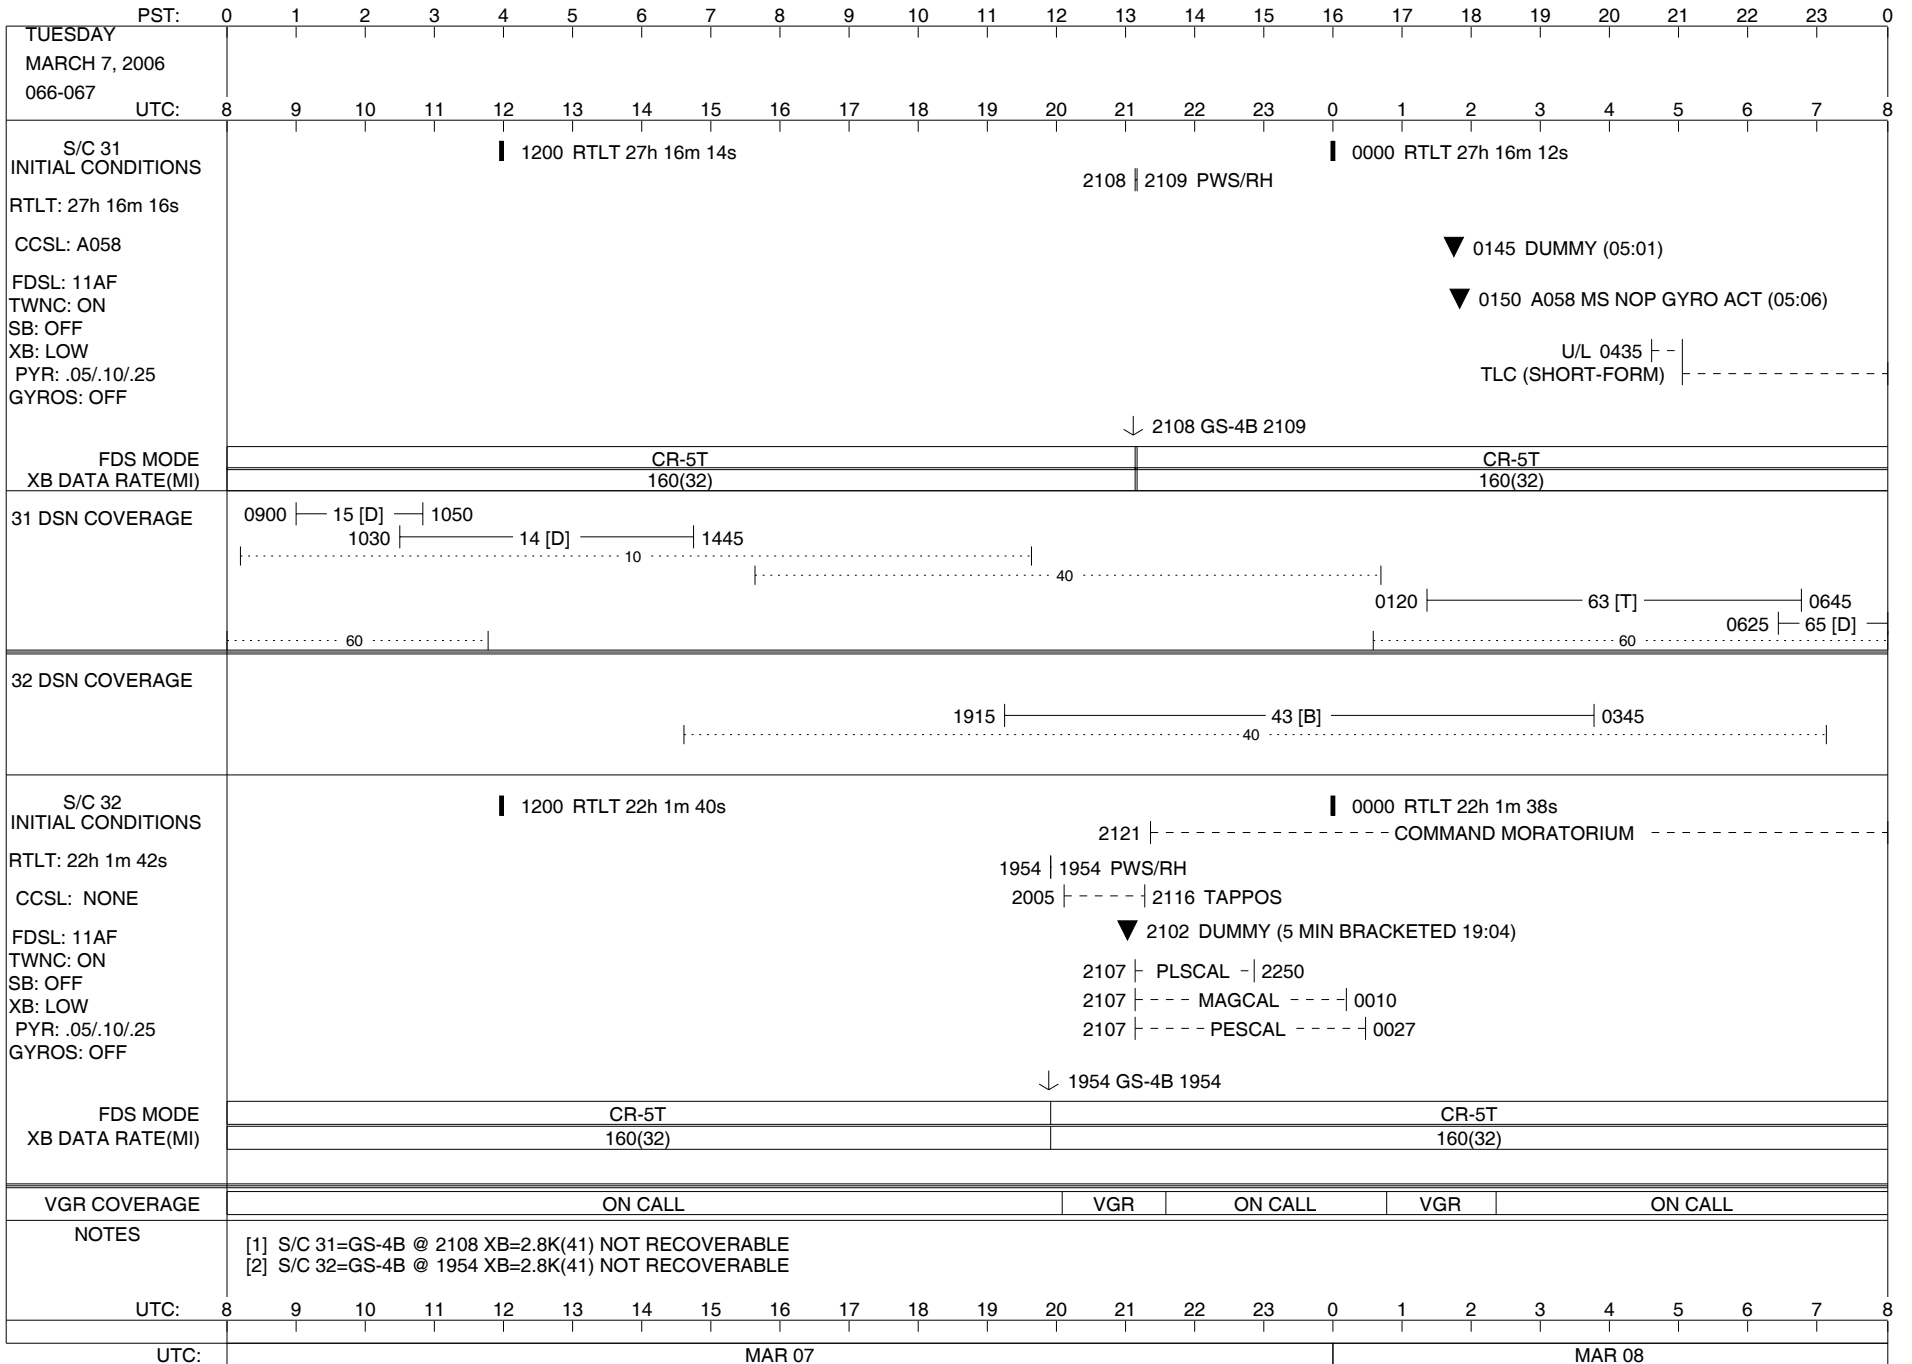 PST: 0 1 2 3 4 5 6 7 8 9 10 11 12 13 14 15 16 17 18 19 20 21 22 23 0
TUESDAY
MARCH 7, 2006
066-067
UTC: 8 9 10 11 12 13 14 15 16 17 18 19 20 21 22 23 0 1 2 3 4 5 6 7 8
S/C 31
INITIAL CONDITIONS
1200 RTLT 27h 16m 14s
0000 RTLT 27h 16m 12s
2108 2109 PWS/RH
RTLT: 27h 16m 16s
CCSL: A058
0145 DUMMY (05:01)
FDSL: 11AF
TWNC: ON
0150 A058 MS NOP GYRO ACT (05:06)
SB: OFF
XB: LOW
U/L 0435
PYR: .05/.10/.25
TLC (SHORT-FORM)
GYROS: OFF
2108 GS-4B 2109
FDS MODE CR-5T CR-5T
XB DATA RATE(MI) 160(32) 160(32)
31 DSN COVERAGE
0900 15 [D] 1050
1030 14 [D] 1445
10
40
0120 63 [T] 0645
0625 65 [D]
60 60
32 DSN COVERAGE
1915 43 [B] 0345
40
S/C 32
INITIAL CONDITIONS
1200 RTLT 22h 1m 40s
0000 RTLT 22h 1m 38s
2121 COMMAND MORATORIUM
RTLT: 22h 1m 42s
1954 1954 PWS/RH
CCSL: NONE
2005 2116 TAPPOS
FDSL: 11AF
2102 DUMMY (5 MIN BRACKETED 19:04)
TWNC: ON
SB: OFF
2107 PLSCAL 2250
XB: LOW
2107 MAGCAL 0010
PYR: .05/.10/.25
2107 PESCAL 0027
GYROS: OFF
1954 GS-4B 1954
FDS MODE CR-5T CR-5T
XB DATA RATE(MI) 160(32) 160(32)
VGR COVERAGE ON CALL VGR ON CALL VGR ON CALL
NOTES
[1] S/C 31=GS-4B @ 2108 XB=2.8K(41) NOT RECOVERABLE
[2] S/C 32=GS-4B @ 1954 XB=2.8K(41) NOT RECOVERABLE
UTC: 8 9 10 11 12 13 14 15 16 17 18 19 20 21 22 23 0 1 2 3 4 5 6 7 8
UTC: MAR 07 MAR 08